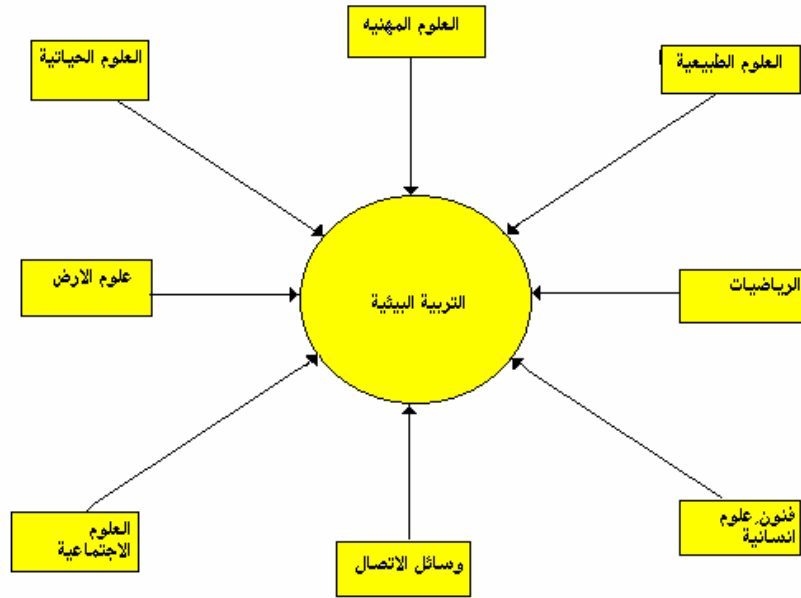 العلوم المهنيه
العلوم الطبيعية
العلوم الحياتية
الرياضيات
التربية البيئية
علوم الارض
فنون,علوم
انسانية
وسائل الاتصال
العلوم
الاجتماعية